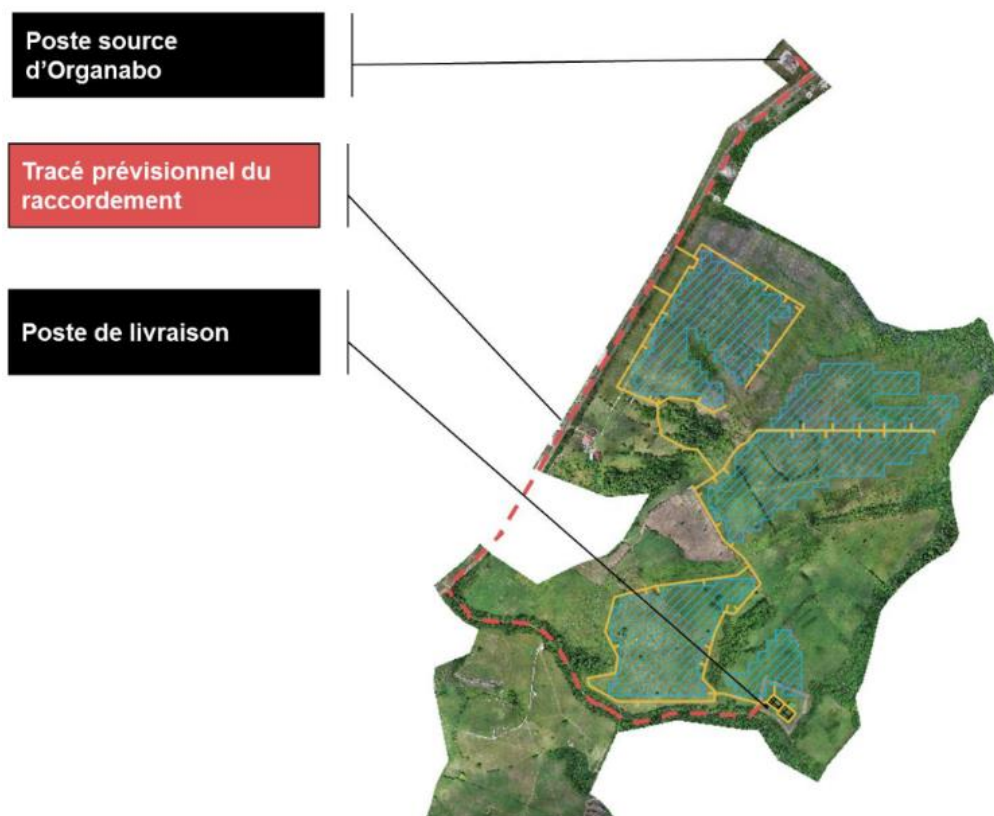 Poste source
d’Organabo
Tracé prévisionnel du
raccordement
Poste de livraison